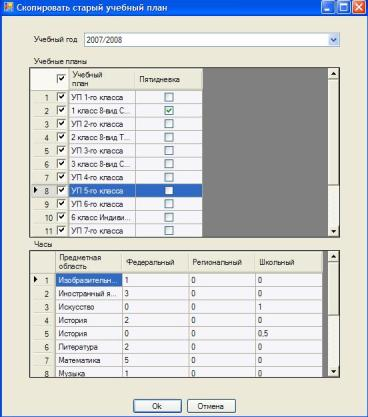 Скопировать старый учебный план
Учебный год 2007/2008
Учебные планы
Учебный план Пятидневка
1 УП 1-го класса
2 1 класс 8-вид С...
3 УП 2-го класса
4 2 класс 8-вид Т...
5 УП 3-го класса
6 3 класс 8-вид С...
7 УП 4-го класса
8 УП 5-го класса
9 УП 6-го класса
10 6 класс Индиви...
11 УП 7-го класса
Часы
Предметная область Федеральный Региональный Школьный
1 Изобразительн... 1 0 0
2 Иностранный я... 3 0 0
3 Искусство 0 0 1
4 История 2 0 0
5 История 0 0 0,5
6 Литература 2 0 0
7 Математика 5 0 0
8 Музыка 1 0 0
Ok Отмена